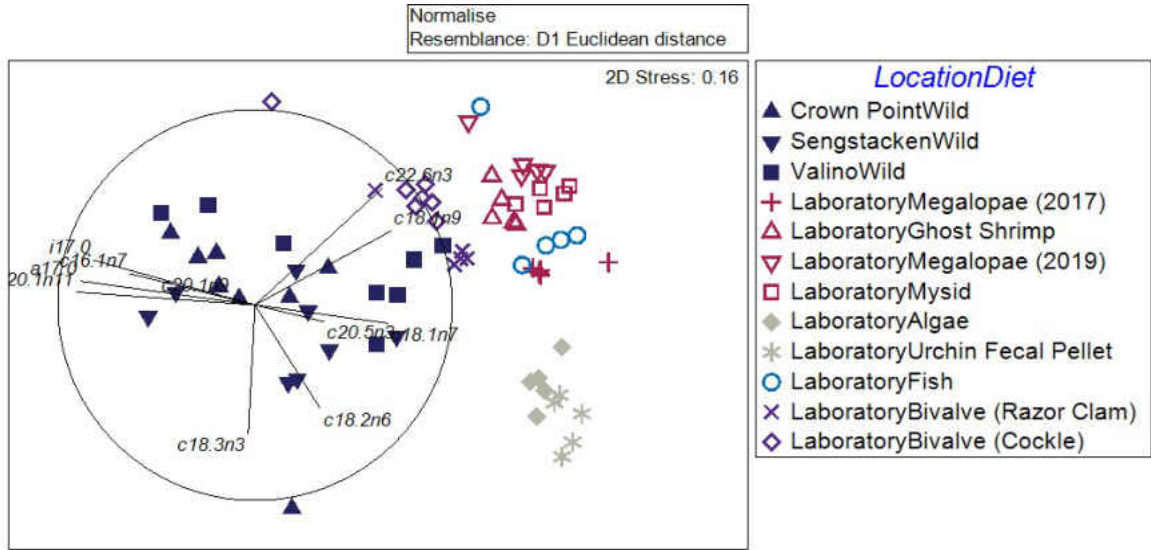 Normalise
Resemblance: D1 Euclidean distance
2D Stress: 0.16
c22.6n3
c18.1n9
i17.0
c16.1n7
a17.0
20.1n11
c20.1n9
c20.5n3
18.1n7
c18.2n6
c18.3n3
LocationDiet
Crown PointWild
SengstackenWild
ValinoWild
LaboratoryMegalopae (2017)
LaboratoryGhost Shrimp
LaboratoryMegalopae (2019)
LaboratoryMysid
LaboratoryAlgae
LaboratoryUrchin Fecal Pellet
LaboratoryFish
LaboratoryBivalve (Razor Clam)
LaboratoryBivalve (Cockle)